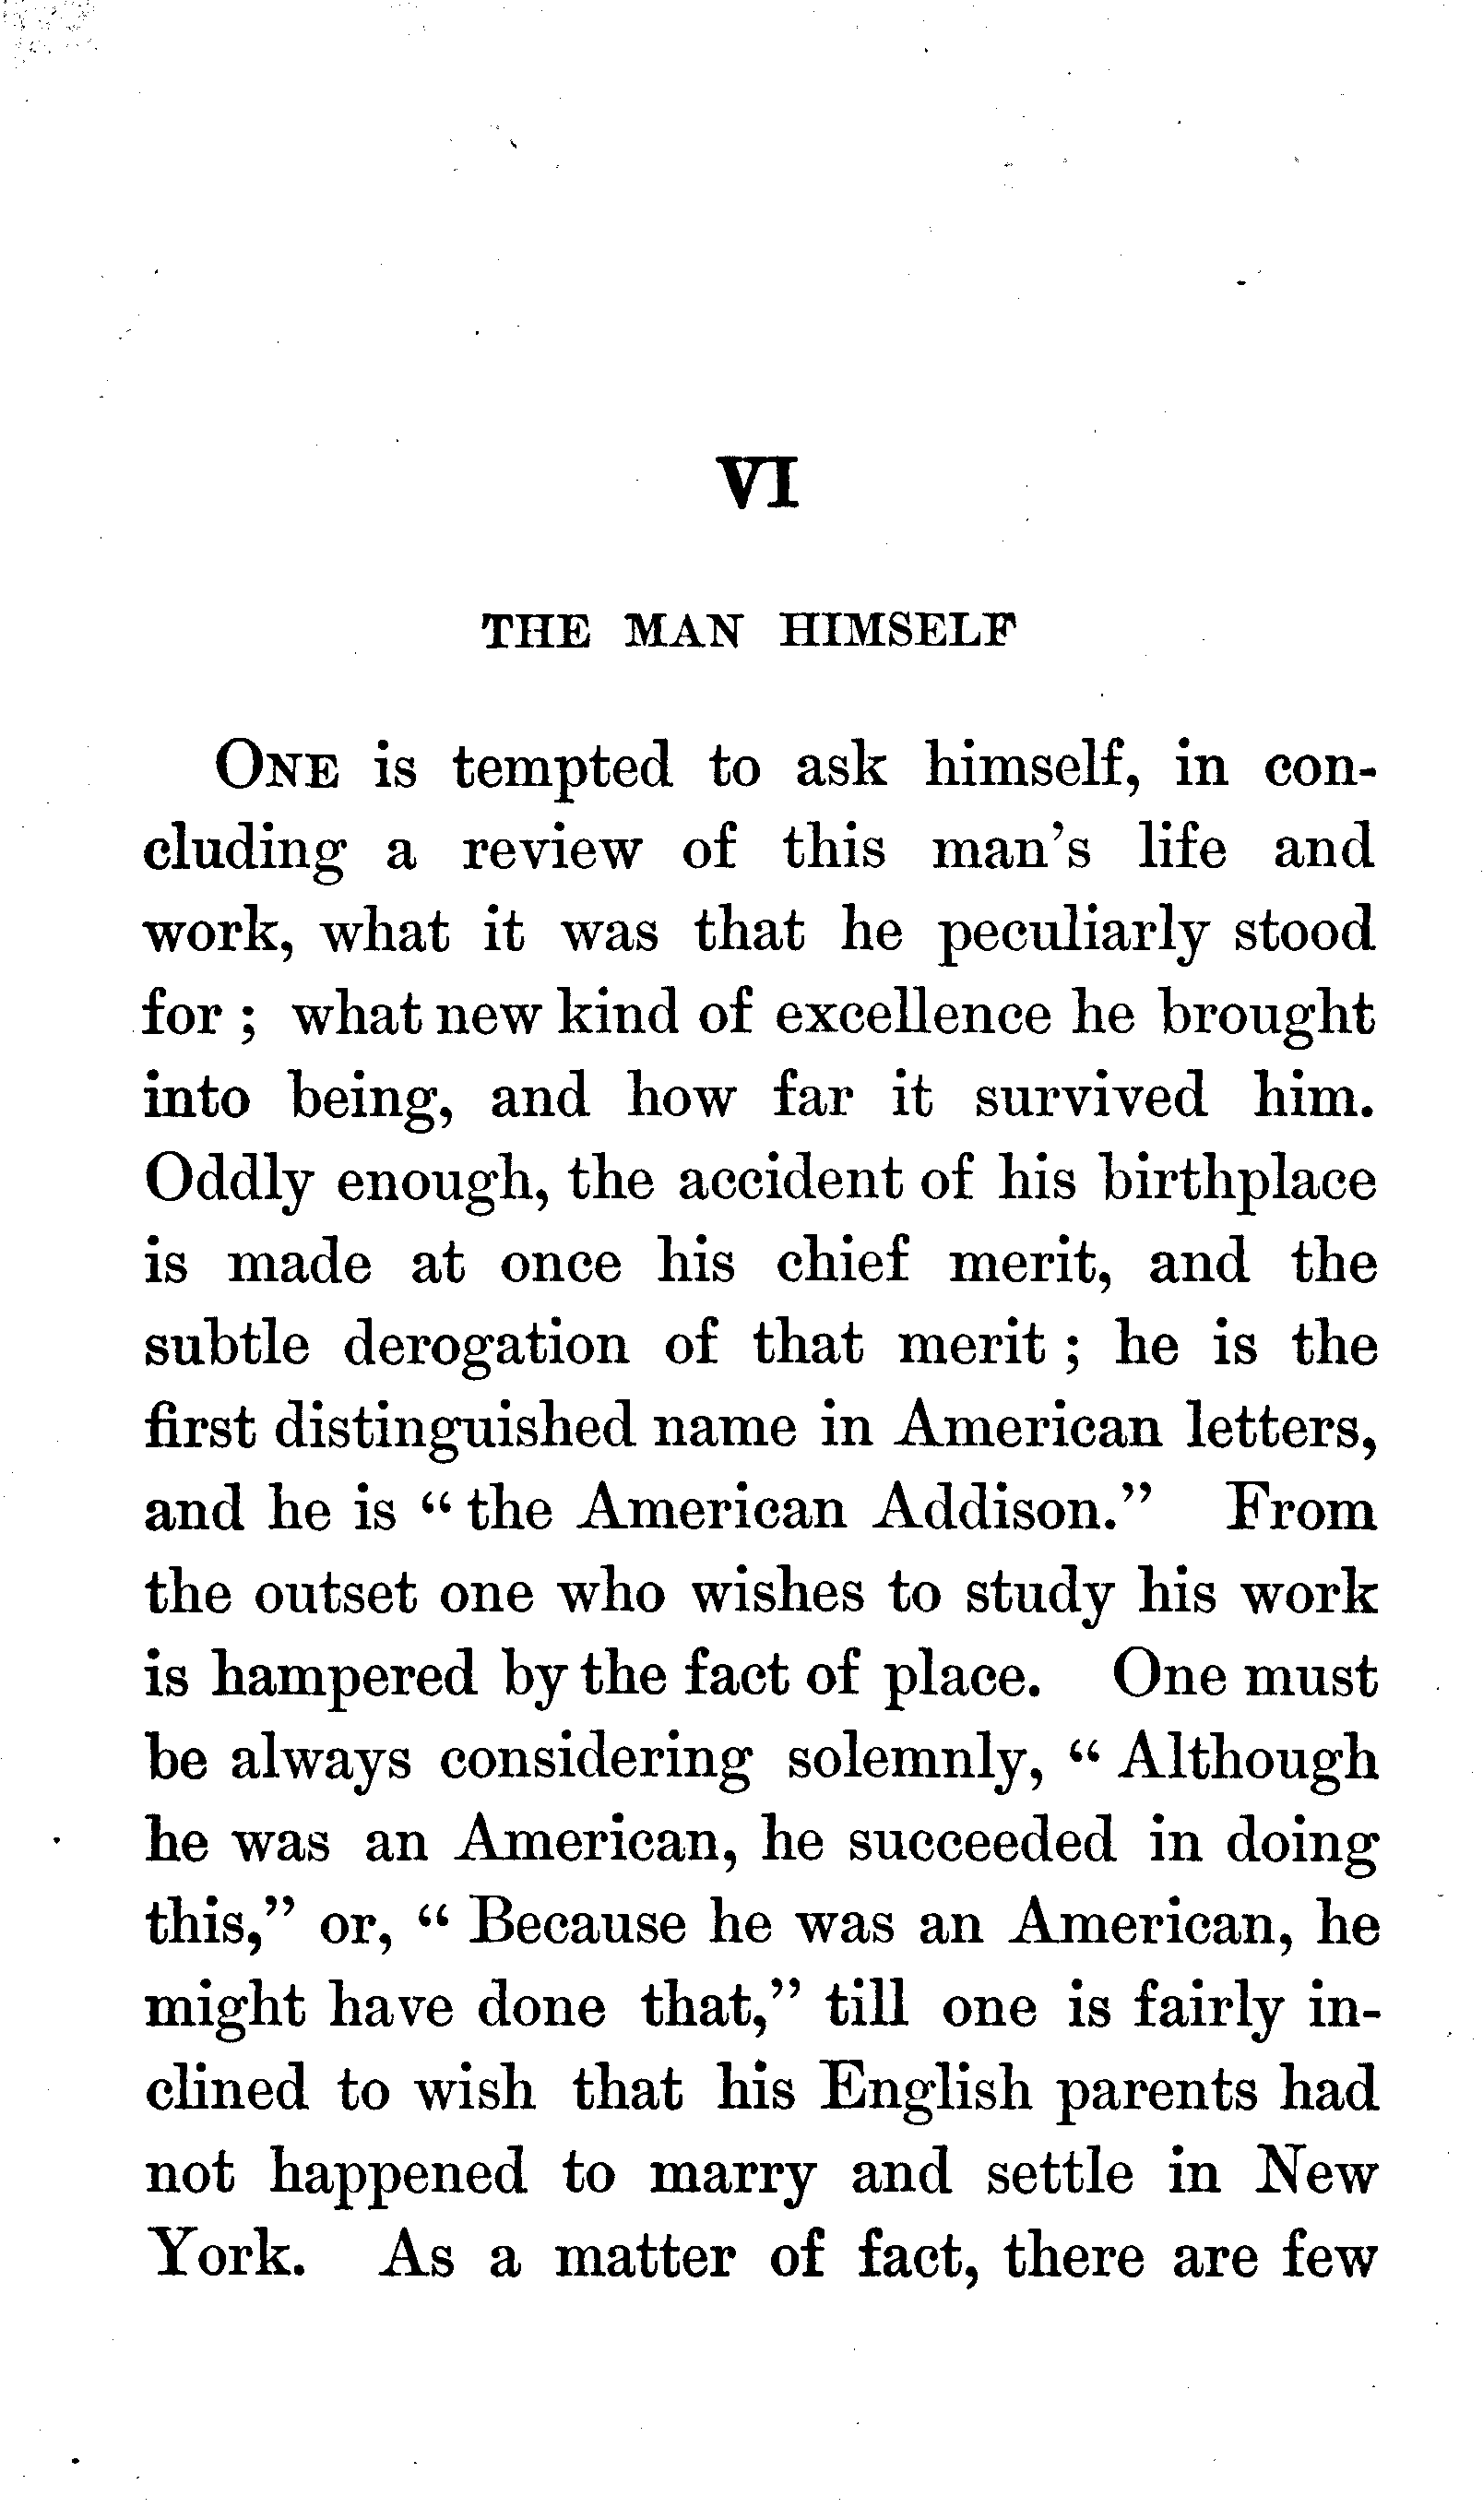 VI
THE MAN HIMSELF
ONE is tempted to ask himself, in con-
cluding a review of this man's life and
work, what it was that he peculiarly stood
for ; what new kind of excellence he brought
into being, and how far it survived him.
Oddly enough, the accident of his birthplace
is made at once his chief merit, and the
subtle derogation of that merit ; he is the
first distinguished name in American letters,
and he is “ the American Addison.” From
the outset one who wishes to study his work
is hampered by the fact of place. One must
be always considering solemnly, “ Although
he was an American, he succeeded in doing
this,” or, “ Because he was an American, he
might have done that,” till one is fairly in-
clined to wish that his English parents had
not happened to marry and settle in New
York. As a matter of fact, there are few